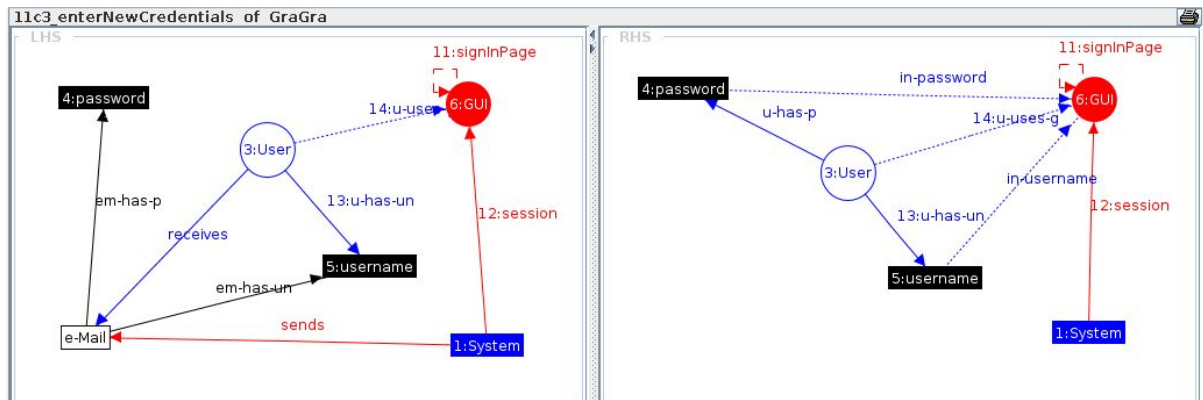 11c3_enterNewCredentials of GraGra
LHS
11:signInPage
4:password
6:GUI
14:u-uses
3:User
em-has-p
13:u-has-un
12:session
receives
5:username
em-has-un
sends
e-Mail
1:System
RHS
11:signInPage
in-password
4:password
6:GUI
u-has-p
14:u-uses-g
3:User
in-username
13:u-has-un
12:session
5:username
1:System